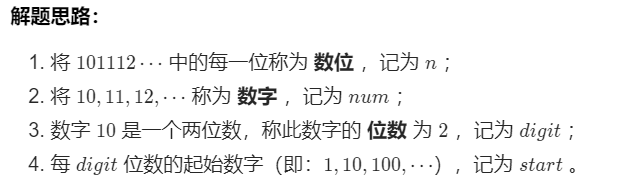 解题思路：
1. 将 101112⋯ 中的每一位称为 数位 ，记为 n ；
2. 将 10,11,12,⋯ 称为 数字 ，记为 num ；
3. 数字 10 是一个两位数，称此数字的 位数 为 2 ，记为 digit ；
4. 每 digit 位数的起始数字（即：1,10,100,⋯），记为 start 。